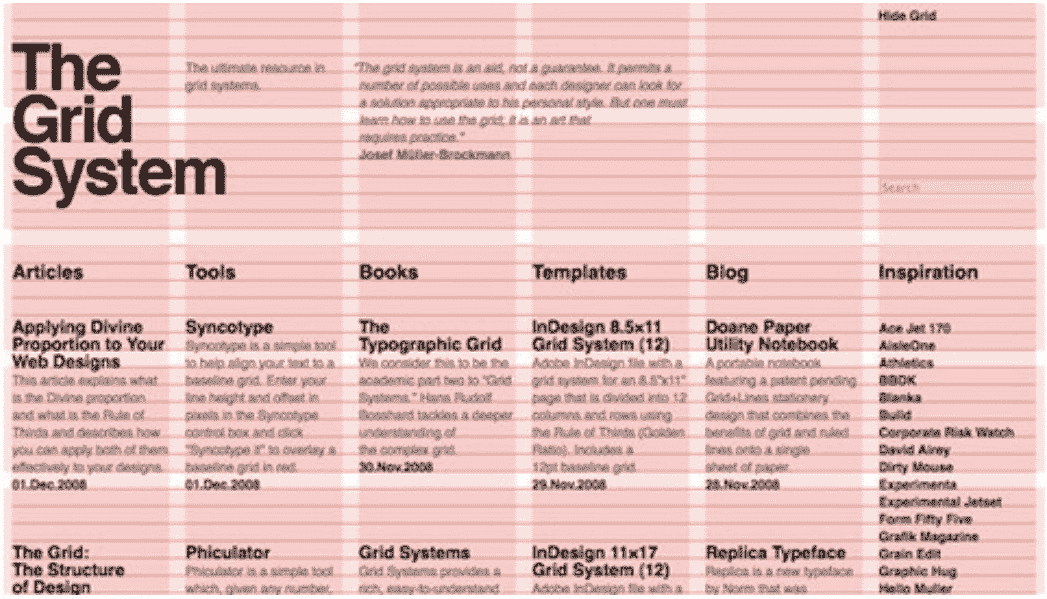 Hide Grid
The
Grid
System
The ultimate resource in
grid systems.
"The grid system is an aid, not a guarantee. It permits a
number of possible uses and each designer can look for
a solution appropriate to his personal style. But one must
learn how to use the grid; it is an art that
requires practice."
Josef Müller-Brockmann
Search
Articles
Applying Divine
Proportion to Your
Web Designs
This article explains what
is the Divine proportion
and what is the Rule of
Thirds and describes how
you can apply both of them
effectively to your designs.
01.Dec.2008
The Grid:
The Structure
of Design
Tools
Syncotype
Syncotype is a simple tool
to help align your text to a
baseline grid. Enter your
line height and offset in
pixels in the Syncotype
control box and click
"Syncotype it" to overlay a
baseline grid in red.
01.Dec.2008
Phiculator
Phiculator is a simple tool
which, given any number,
Books
The
Typographic Grid
We consider this to be the
academic part two to "Grid
Systems." Hans Rudolf
Bosshard tackles a deeper
understanding of
the complex grid.
30.Nov.2008
Grid Systems
Grid Systems provides a
rich, easy-to-understand
Templates
InDesign 8.5x11
Grid System (12)
Adobe InDesign file with a
grid system for an 8.5"x11"
page that is divided into 12
columns and rows using
the Rule of Thirds (Golden
Ratio). Includes a
12pt baseline grid.
29.Nov.2008
InDesign 11x17
Grid System (12)
Adobe InDesign file with a
Blog
Doane Paper
Utility Notebook
A portable notebook
featuring a patent pending
Grid+Lines stationery
design that combines the
benefits of grid and ruled
lines onto a single
sheet of paper.
28.Nov.2008
Replica Typeface
Replica is a new typeface
by Norm that was
Inspiration
Ace Jet 170
AisleOne
Athletics
BBDK
Blanka
Build
Corporate Risk Watch
David Airey
Dirty Mouse
Experimenta
Experimental Jetset
Form Fifty Five
Grafik Magazine
Grain Edit
Graphic Hug
Hello Muller